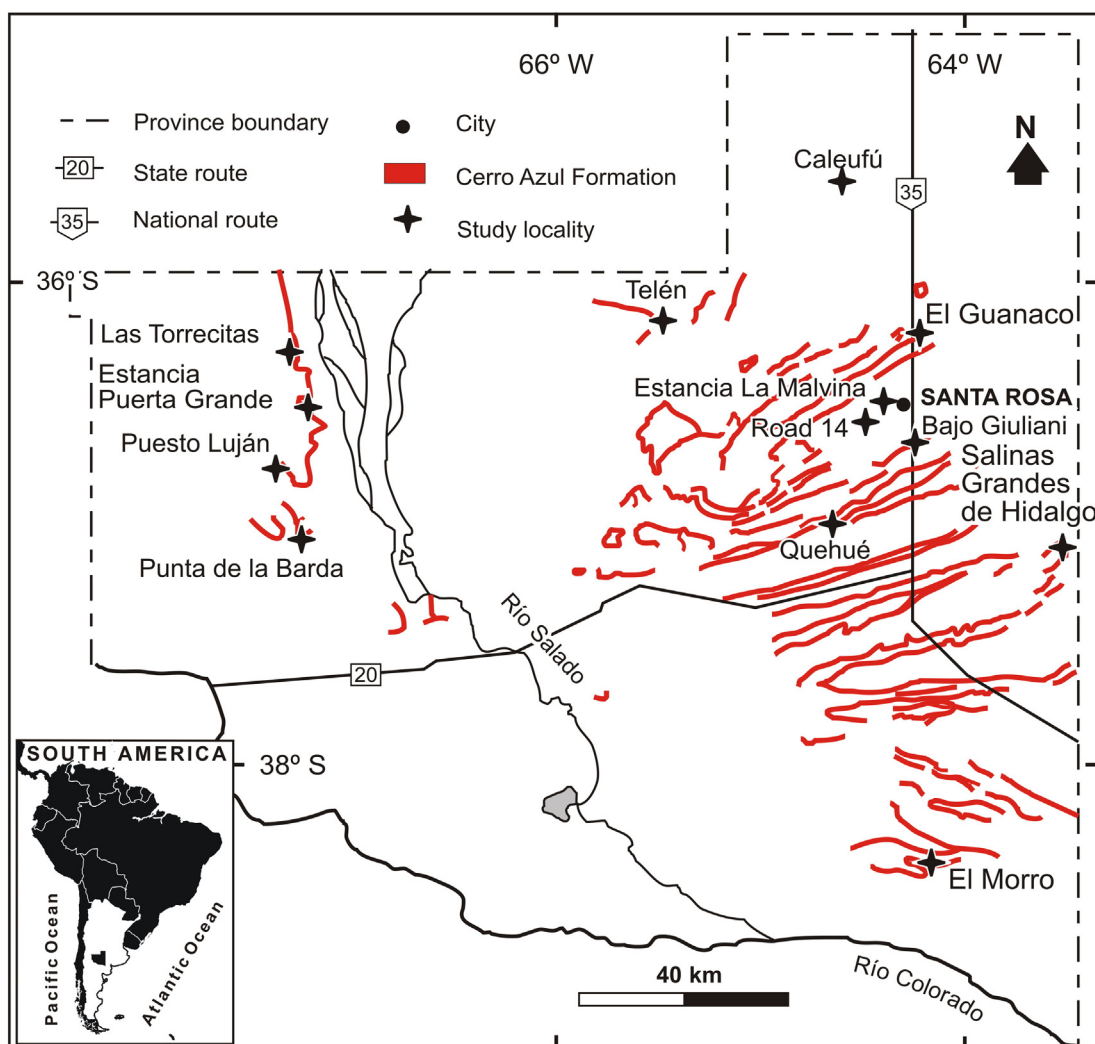 66º W
64º W
Province boundary
City
20
State route
Cerro Azul Formation
35
National route
Study locality
N
Caleufú
35
36º S
Telén
El Guanaco
Las Torrecitas
Estancia
Puerta Grande
Estancia La Malvina
SANTA ROSA
Road 14
Bajo Giuliani
Puesto Luján
Salinas
Grandes
de Hidalgo
Quehué
Punta de la Barda
Río Salado
20
38º S
SOUTH AMERICA
Pacific Ocean
Atlantic Ocean
El Morro
40 km
Río Colorado